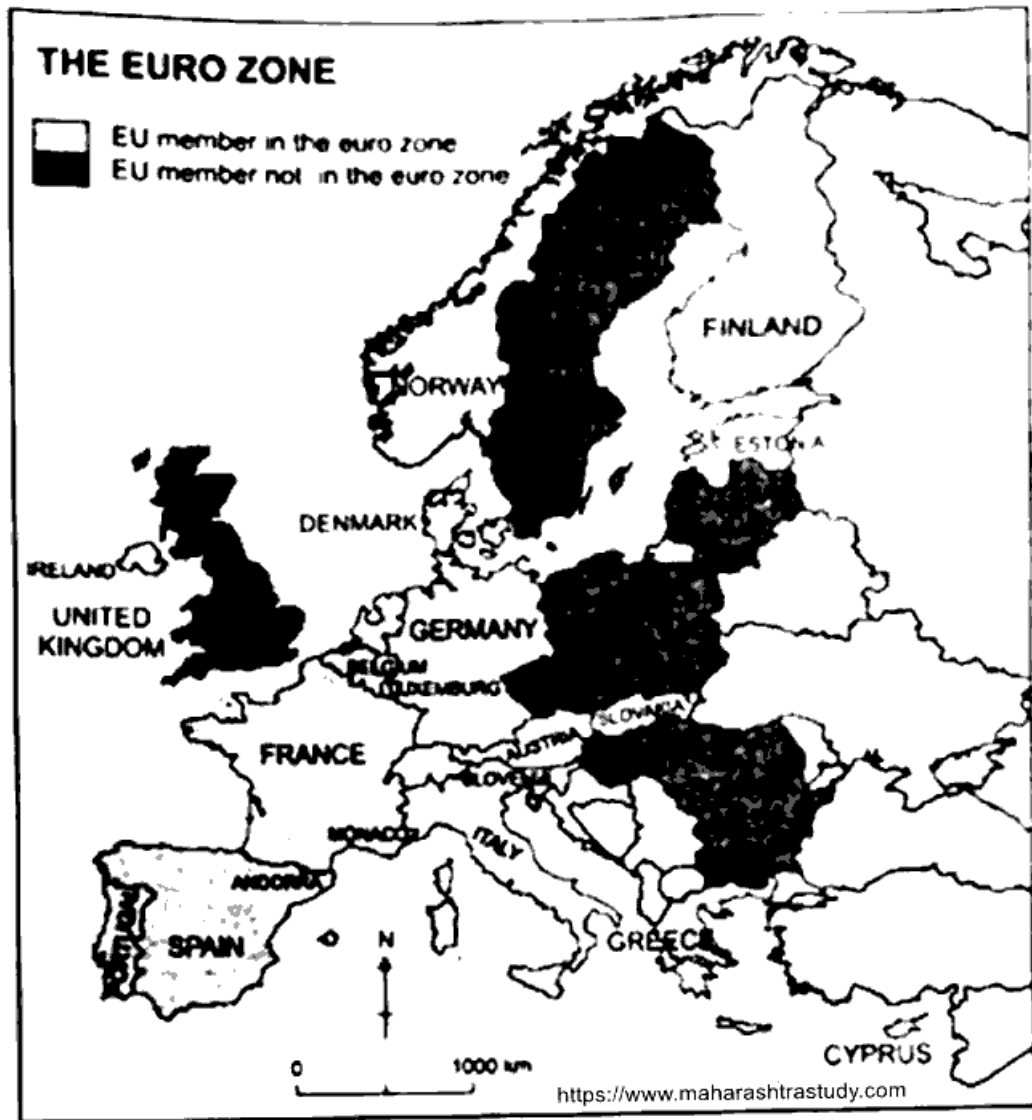 THE EURO ZONE
EU member in the euro zone
EU member not in the euro zone
FINLAND
NORWAY
ESTONIA
DENMARK
IRELAND
UNITED
KINGDOM
GERMANY
BELGIUM
LUXEMBURG
SLOVAKIA
AUSTRIA
FRANCE
SLOVENIA
MONACO
ITALY
ANDORRA
PORTUGAL
SPAIN
N
GREECE
CYPRUS
0 1000 km
https://www.maharashtrastudy.com